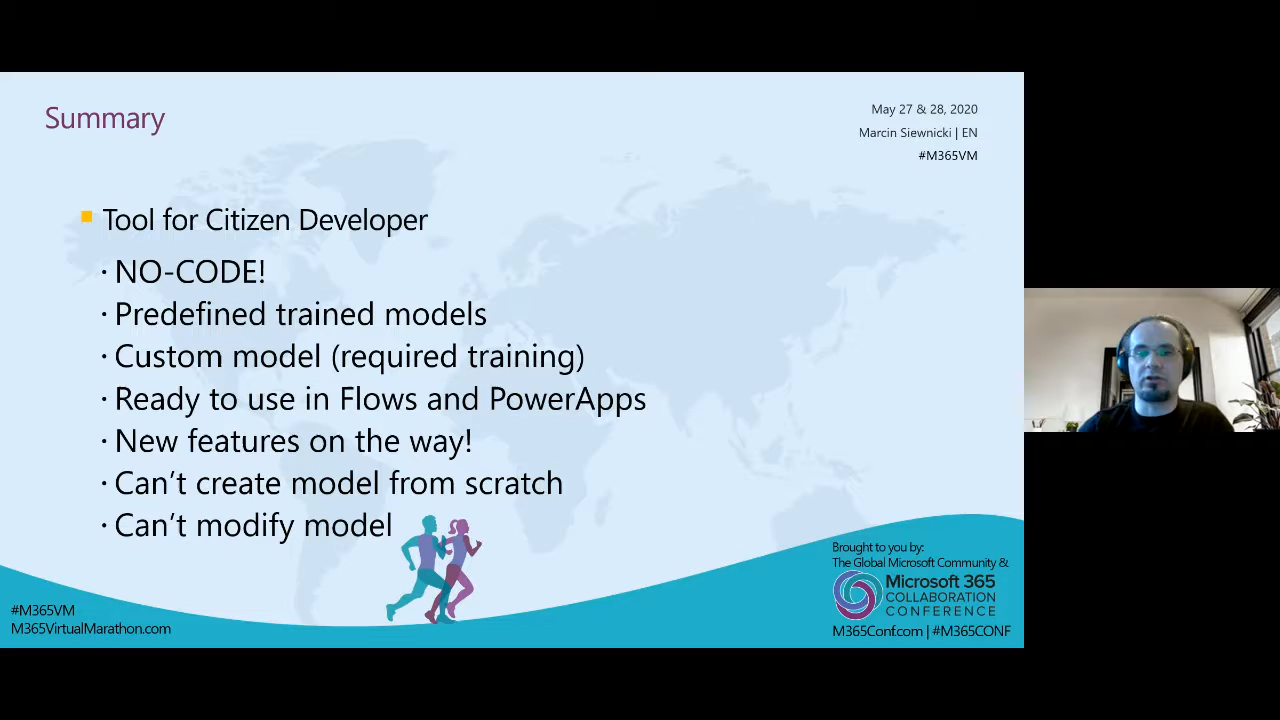 Summary
May 27 & 28, 2020
Marcin Siewnicki | EN
#M365VM
Tool for Citizen Developer
· NO-CODE!
· Predefined trained models
· Custom model (required training)
· Ready to use in Flows and PowerApps
· New features on the way!
· Can’t create model from scratch
· Can’t modify model
#M365VM
M365VirtualMarathon.com
Brought to you by:
The Global Microsoft Community &
Microsoft 365
COLLABORATION
CONFERENCE
M365Conf.com | #M365CONF